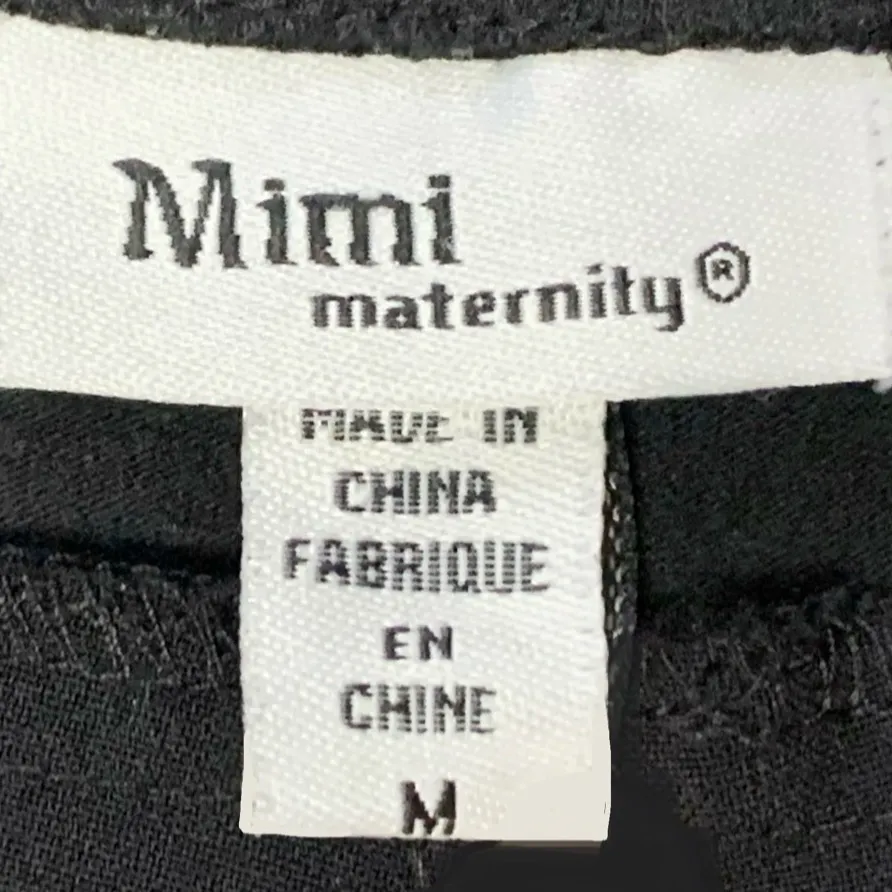 Mimi
maternity®
MADE IN
CHINA
FABRIQUE
EN
CHINE
M